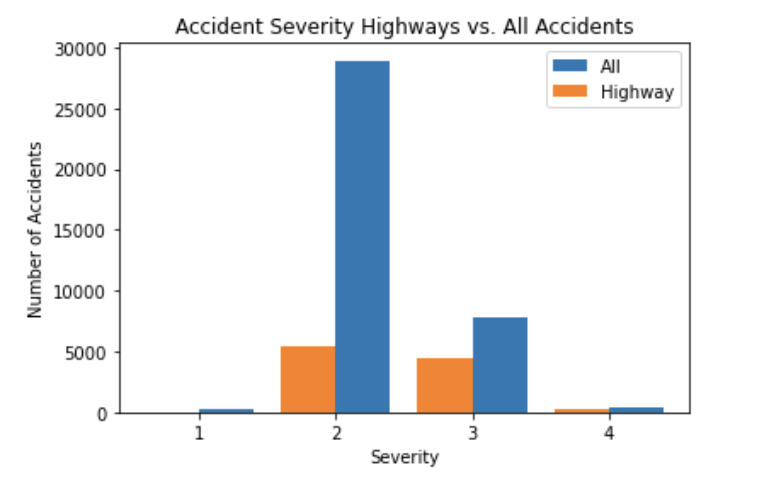 Accident Severity Highways vs. All Accidents
30000
25000
20000
15000
10000
5000
0
Number of Accidents
All
Highway
1 2 3 4
Severity